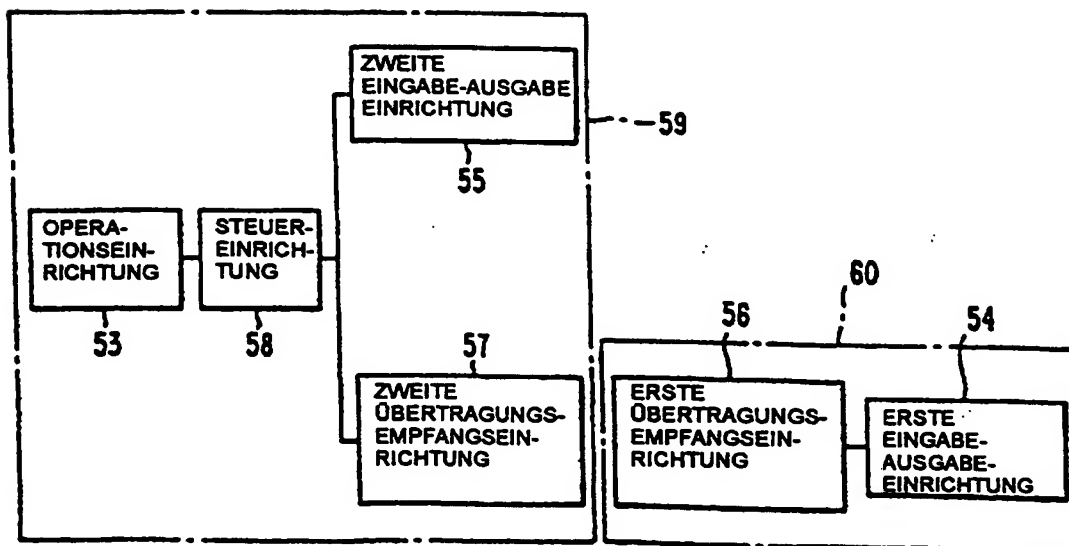 ZWEITE
EINGABE-AUSGABE
EINRICHTUNG
59
55
OPERA-
TIONSEIN-
RICHTUNG
STEUER-
EINRICH-
TUNG
53
58
57
ZWEITE
ÜBERTRAGUNGS-
EMPFANGSEIN-
RICHTUNG
60
56
54
ERSTE
ÜBERTRAGUNGS-
EMPFANGSEIN-
RICHTUNG
ERSTE
EINGABE-
AUSGABE-
EINRICHTUNG